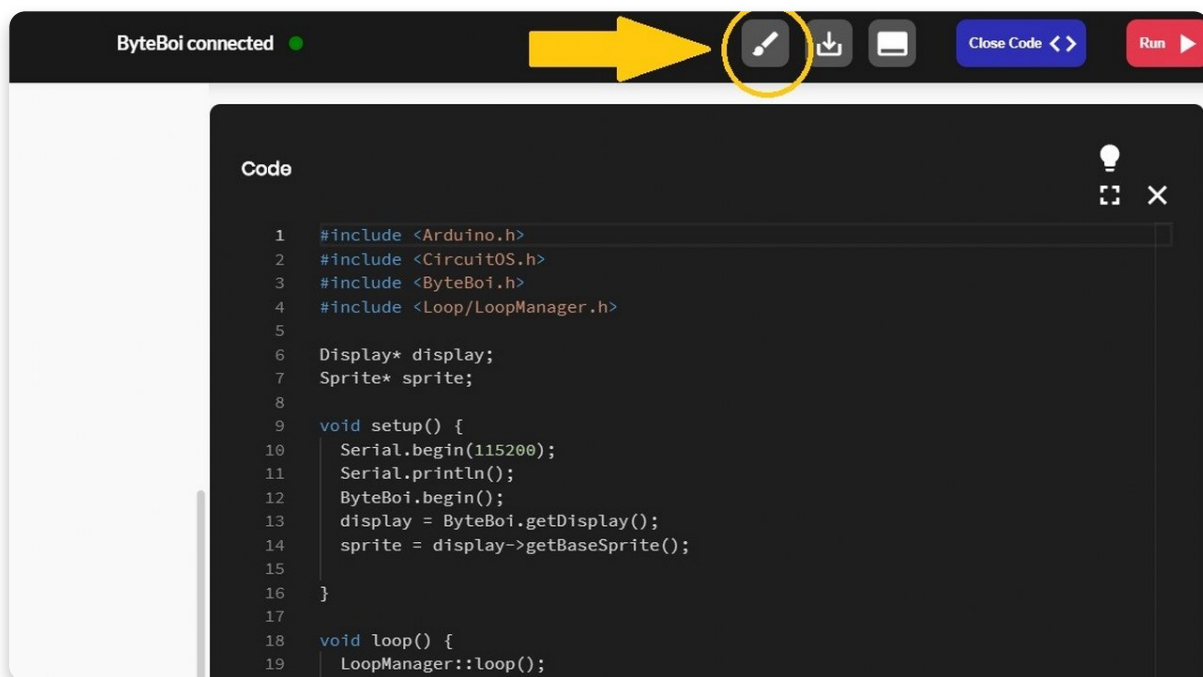 ByteBoi connected
Close Code < >
Run
Code
1 #include <Arduino.h>
2 #include <CircuitOS.h>
3 #include <ByteBoi.h>
4 #include <Loop/LoopManager.h>
5
6 Display* display;
7 Sprite* sprite;
8
9 void setup() {
10 Serial.begin(115200);
11 Serial.println();
12 ByteBoi.begin();
13 display = ByteBoi.getDisplay();
14 sprite = display->getBaseSprite();
15
16 }
17
18 void loop() {
19 LoopManager::loop();